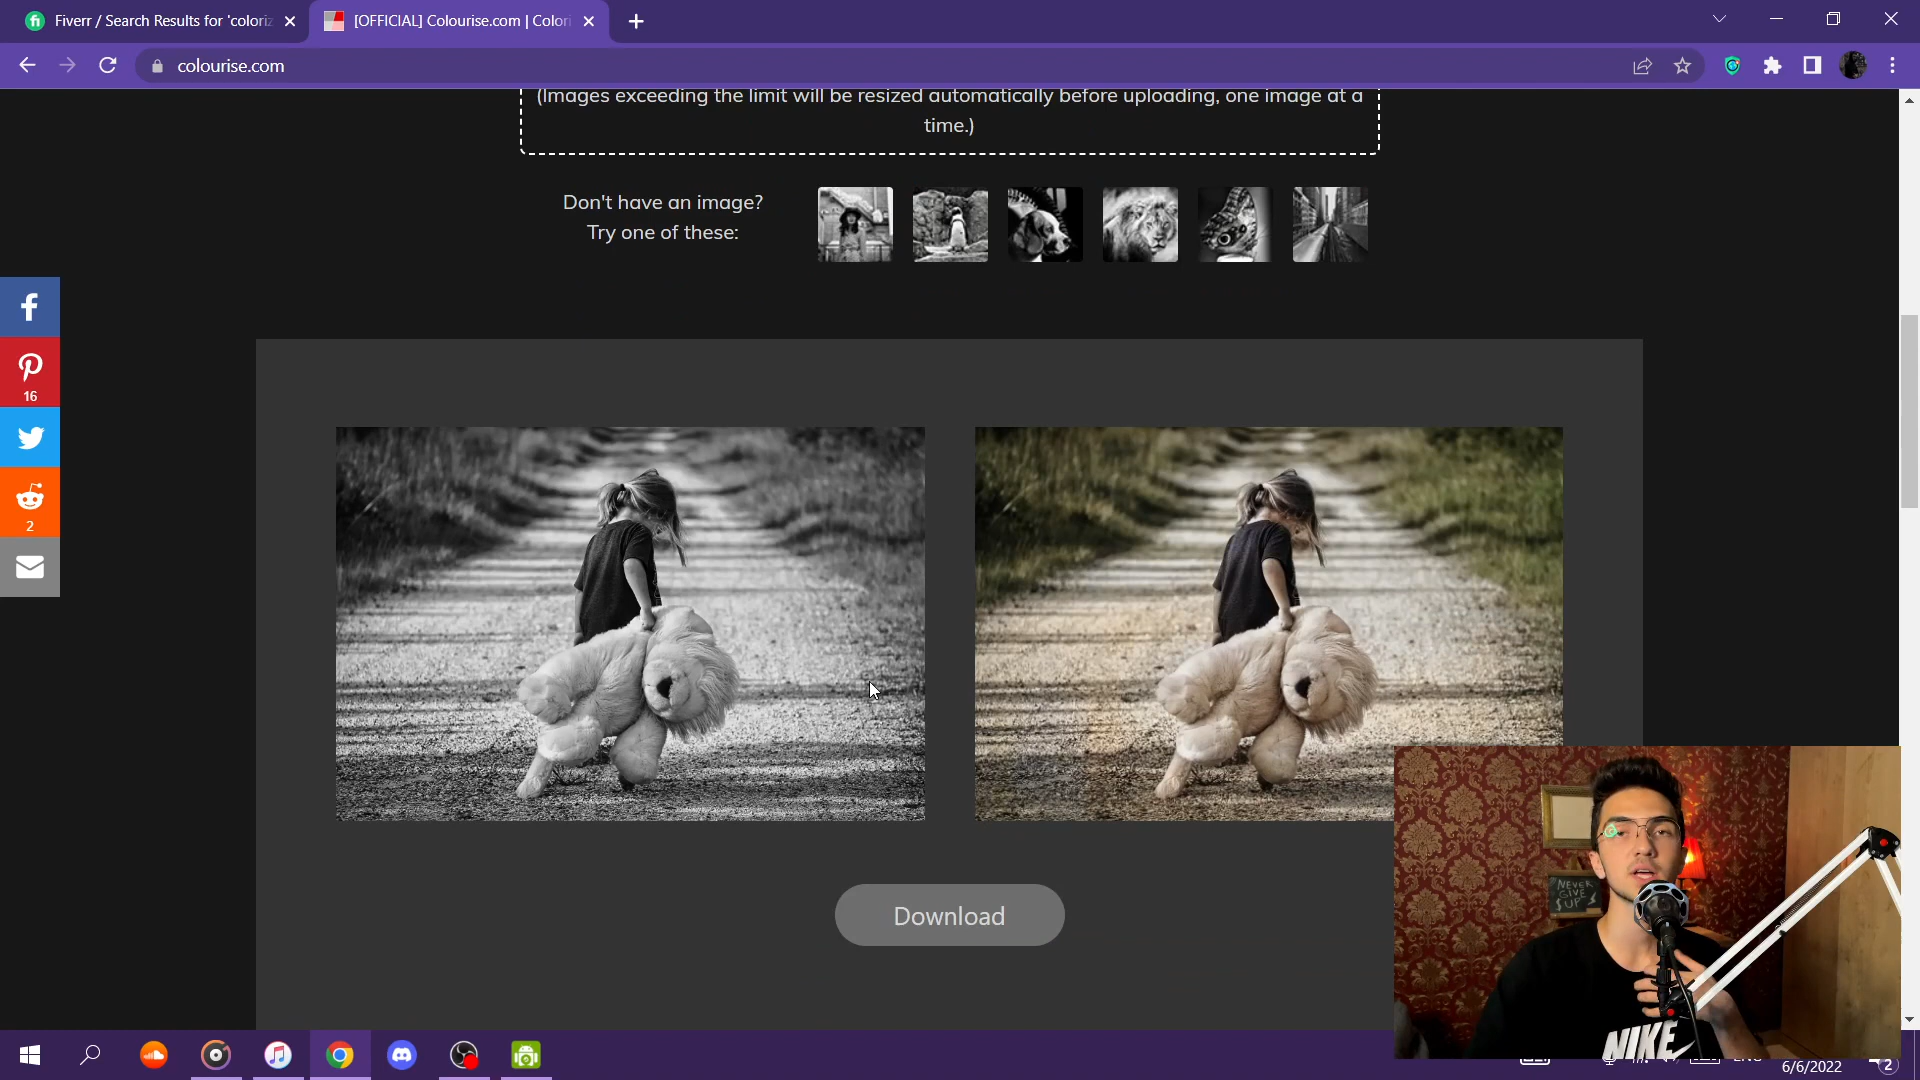 Fiverr / Search Results for 'coloriz
[OFFICIAL] Colourise.com | Colori
colourise.com
(Images exceeding the limit will be resized automatically before uploading, one image at a
time.)
Don't have an image?
Try one of these:
16
2
Download
NEVER
GIVE
UP
NIKE
6/6/2022
2